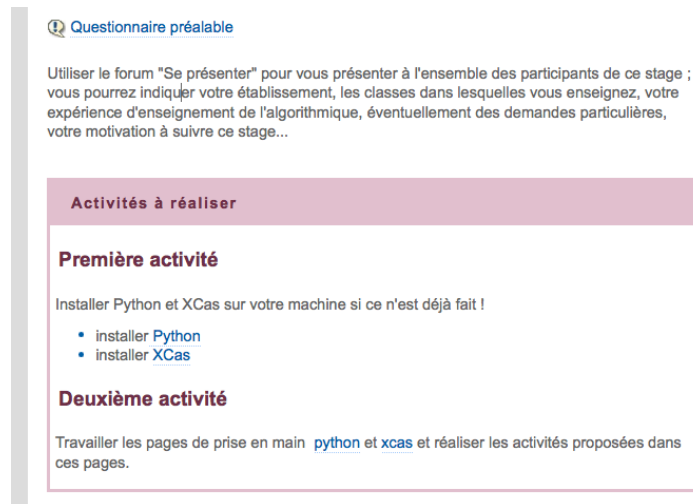 Questionnaire préalable
Utiliser le forum "Se présenter" pour vous présenter à l'ensemble des participants de ce stage ;
vous pourrez indiquer votre établissement, les classes dans lesquelles vous enseignez, votre
expérience d'enseignement de l'algorithmique, éventuellement des demandes particulières,
votre motivation à suivre ce stage...
Activités à réaliser
Première activité
Installer Python et XCas sur votre machine si ce n'est déjà fait !
• installer Python
• installer XCas
Deuxième activité
Travailler les pages de prise en main python et xcas et réaliser les activités proposées dans
ces pages.